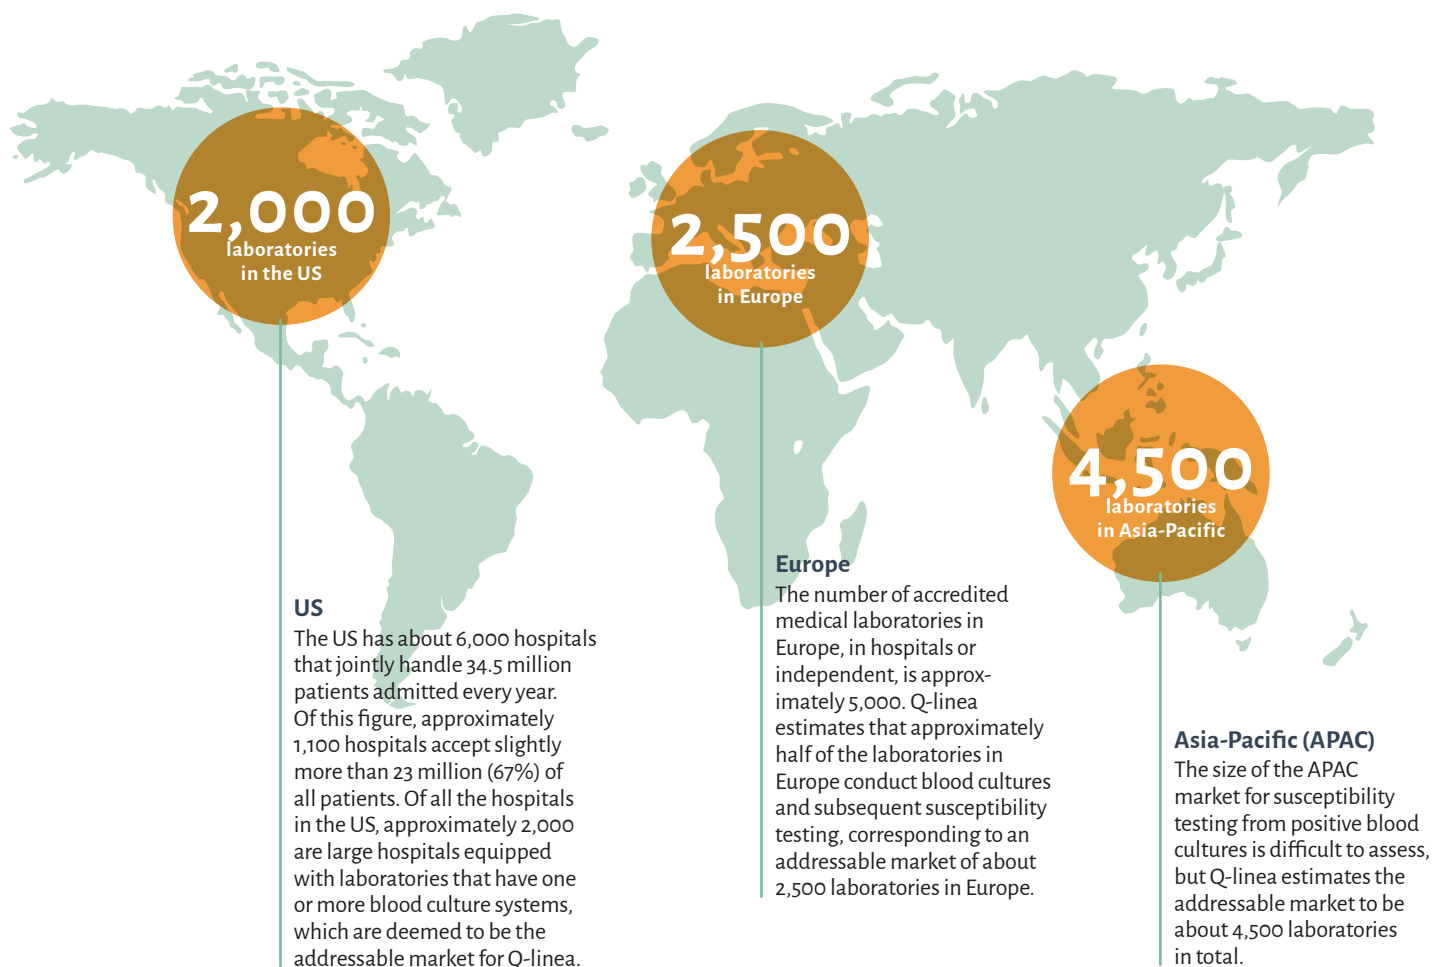 2,000
laboratories
in the US
2,500
laboratories
in Europe
4,500
laboratories
in Asia-Pacific
US
The US has about 6,000 hospitals
that jointly handle 34.5 million
patients admitted every year.
Of this figure, approximately
1,100 hospitals accept slightly
more than 23 million (67%) of
all patients. Of all the hospitals
in the US, approximately 2,000
are large hospitals equipped
with laboratories that have one
or more blood culture systems,
which are deemed to be the
addressable market for Q-linea.
Europe
The number of accredited
medical laboratories in
Europe, in hospitals or
independent, is approx-
imately 5,000. Q-linea
estimates that approximately
half of the laboratories in
Europe conduct blood cultures
and subsequent susceptibility
testing, corresponding to an
addressable market of about
2,500 laboratories in Europe.
Asia-Pacific (APAC)
The size of the APAC
market for susceptibility
testing from positive blood
cultures is difficult to assess,
but Q-linea estimates the
addressable market to be
about 4,500 laboratories
in total.